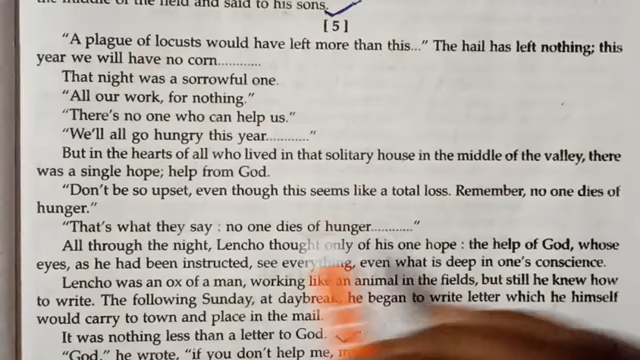 the middle of the field and said to his sons.
[5]
"A plague of locusts would have left more than this..." The hail has left nothing; this
year we will have no corn............
That night was a sorrowful one.
"All our work, for nothing."
"There's no one who can help us."
"We'll all go hungry this year............"
But in the hearts of all who lived in that solitary house in the middle of the valley, there
was a single hope; help from God.
"Don't be so upset, even though this seems like a total loss. Remember, no one dies of
hunger."
"That's what they say : no one dies of hunger............"
All through the night, Lencho thought only of his one hope : the help of God, whose
eyes, as he had been instructed, see everything, even what is deep in one's conscience.
Lencho was an ox of a man, working like an animal in the fields, but still he knew how
to write. The following Sunday, at daybreak, he began to write letter which he himself
would carry to town and place in the mail.
It was nothing less than a letter to God.
"God," he wrote, "if you don't help me,